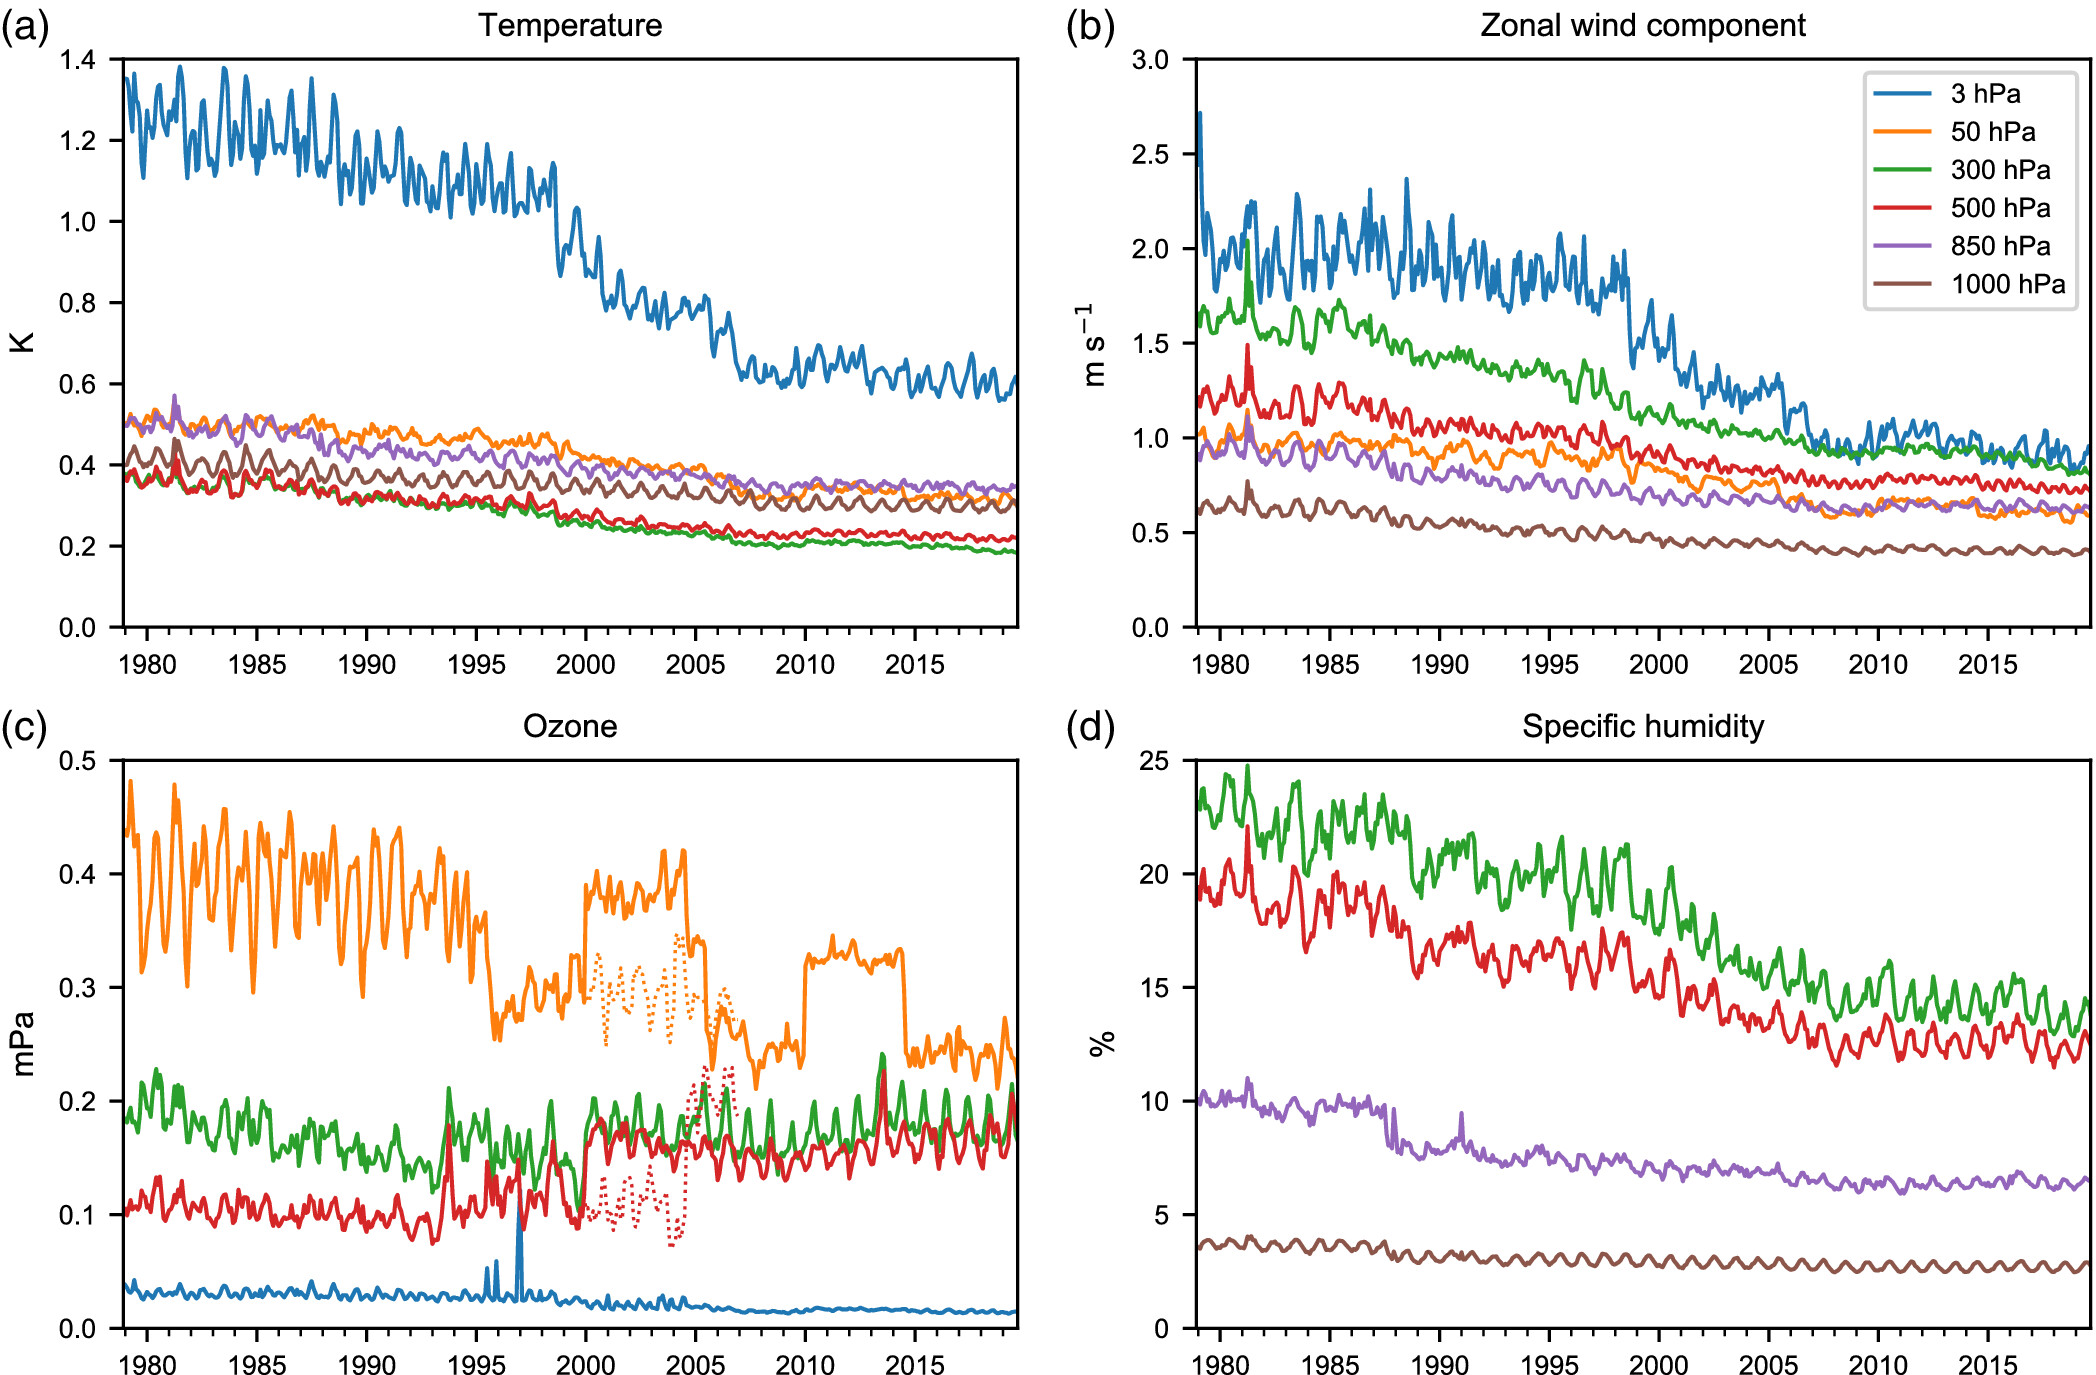 (a) Temperature
1.4
1.2
1.0
0.8
0.6
0.4
0.2
0.0
K
1980 1985 1990 1995 2000 2005 2010 2015
(b) Zonal wind component
3.0
2.5
2.0
1.5
1.0
0.5
0.0
m s⁻¹
3 hPa
50 hPa
300 hPa
500 hPa
850 hPa
1000 hPa
1980 1985 1990 1995 2000 2005 2010 2015
(c) Ozone
0.5
0.4
0.3
0.2
0.1
0.0
mPa
1980 1985 1990 1995 2000 2005 2010 2015
(d) Specific humidity
25
20
15
10
5
0
%
1980 1985 1990 1995 2000 2005 2010 2015